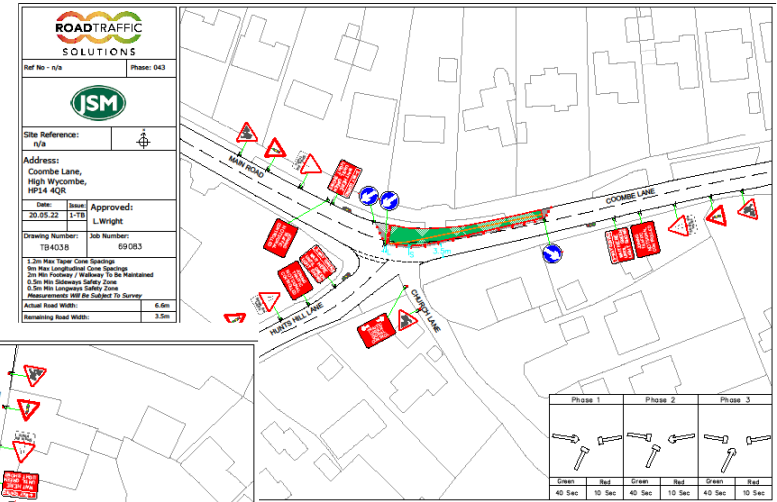 ROADTRAFFIC
SOLUTIONS
Ref No - n/a
Phase: 043
JSM
Site Reference:
n/a
Address:
Coombe Lane,
High Wycombe,
HP14 4QR
Date:
Issue:
Approved:
20.05.22
1-TB
L.Wright
Drawing Number:
Job Number:
TB4038
69083
1.2m Max Taper Cone Spacings
9m Max Longitudinal Cone Spacings
2m Min Footway / Walkway To Be Maintained
0.5m Min Sideways Safety Zone
0.5m Min Longways Safety Zone
Measurements Will Be Subject To Survey
Actual Road Width:
6.6m
Remaining Road Width:
3.5m
MAIN ROAD
COOMBE LANE
3.5m
HUNTS HILL LANE
CHURCH LANE
Phase 1
Phase 2
Phase 3
Green
Red
Green
Red
Green
Red
40 Sec
10 Sec
40 Sec
10 Sec
40 Sec
10 Sec